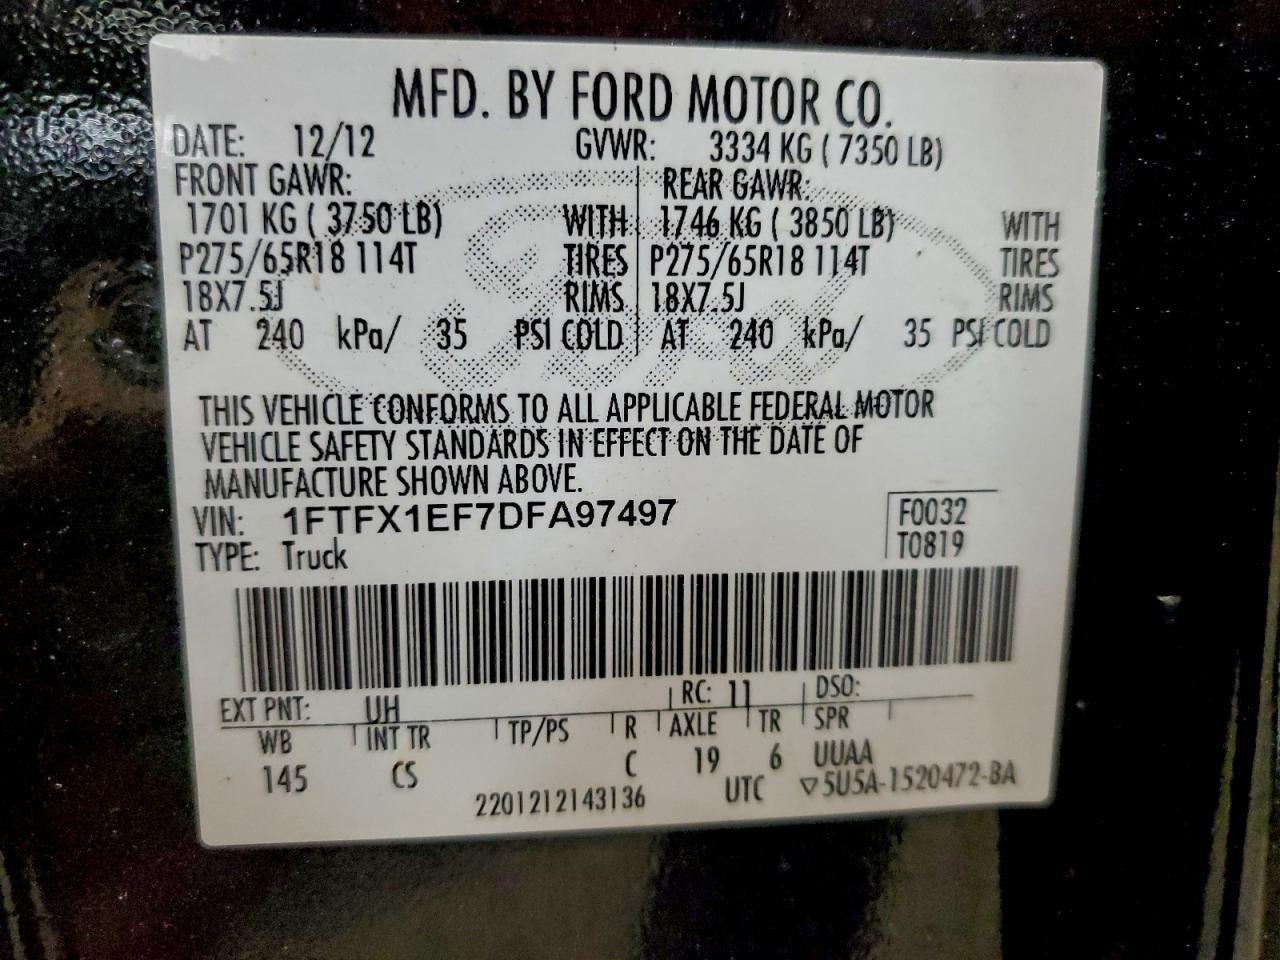 MFD. BY FORD MOTOR CO.
DATE: 12/12 GVWR: 3334 KG ( 7350 LB)
FRONT GAWR: REAR GAWR:
1701 KG ( 3750 LB) WITH 1746 KG ( 3850 LB) WITH
P275/65R18 114T TIRES P275/65R18 114T TIRES
18X7.5J RIMS 18X7.5J RIMS
AT 240 kPa/ 35 PSI COLD AT 240 kPa/ 35 PSI COLD
THIS VEHICLE CONFORMS TO ALL APPLICABLE FEDERAL MOTOR
VEHICLE SAFETY STANDARDS IN EFFECT ON THE DATE OF
MANUFACTURE SHOWN ABOVE.
VIN: 1FTFX1EF7DFA97497 F0032
TYPE: Truck T0819
EXT PNT: UH RC: 11 DSO:
WB INT TR TP/PS R AXLE TR SPR
145 CS C 19 6 UUAA
2201212143136 UTC ▽5U5A-1520472-BA
Ford